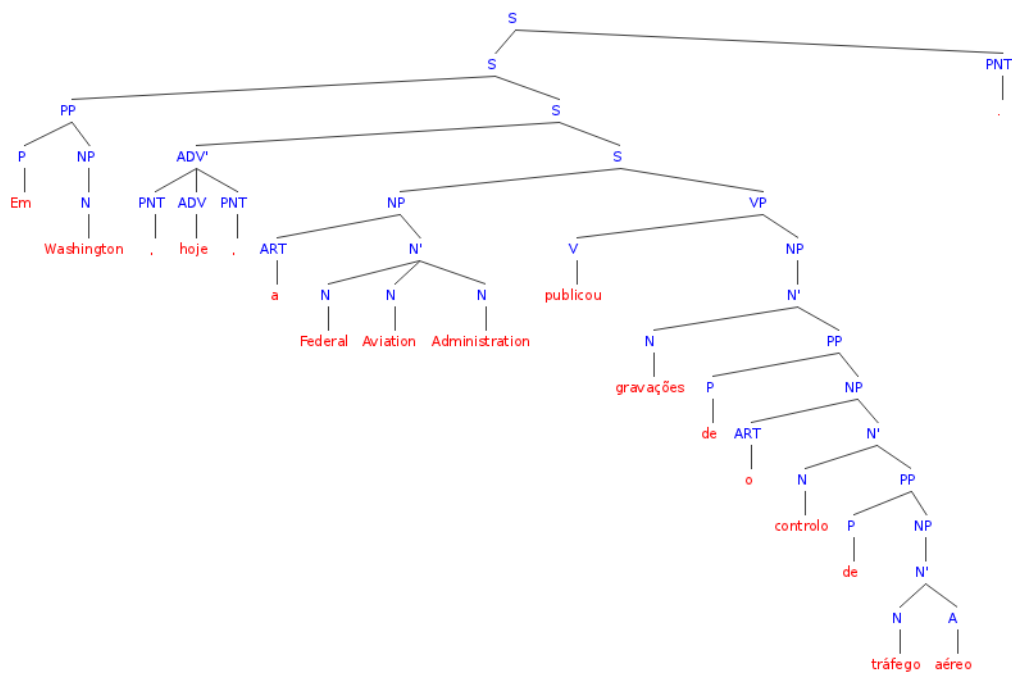 S
S PNT
PP S .
P NP ADV' S
Em N PNT ADV PNT NP VP
Washington , hoje , ART N' V NP
a N N N publicou N'
Federal Aviation Administration N PP
gravações P NP
de ART N'
o N PP
controlo P NP
de N'
N A
tráfego aéreo